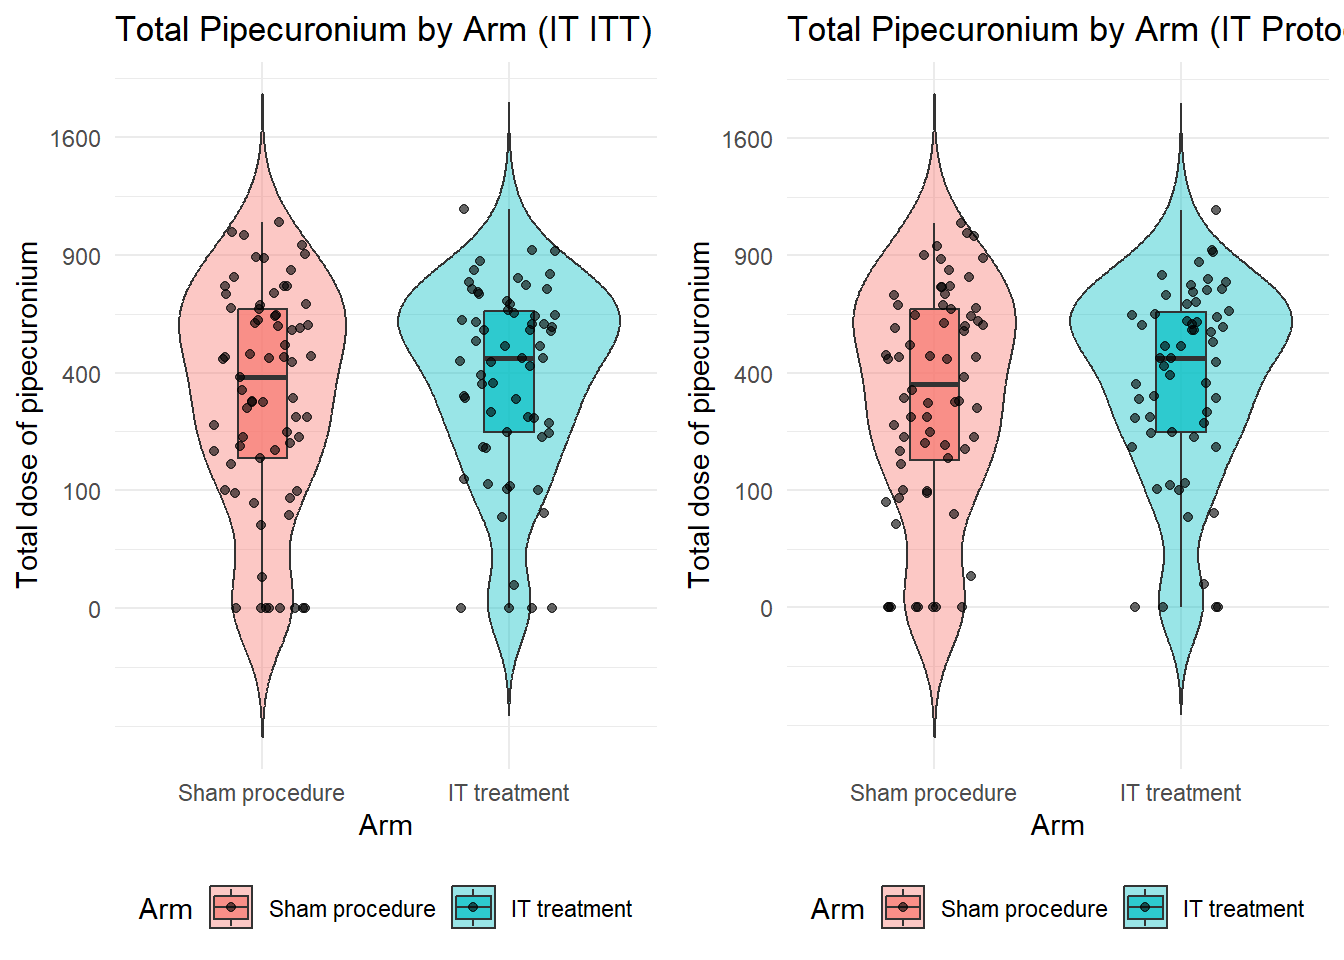 Total Pipecuronium by Arm (IT ITT)
Total dose of pipecuronium
1600
900
400
100
0
Sham procedure IT treatment
Arm
Arm Sham procedure IT treatment
Total Pipecuronium by Arm (IT Proto
Total dose of pipecuronium
1600
900
400
100
0
Sham procedure IT treatment
Arm
Arm Sham procedure IT treatment